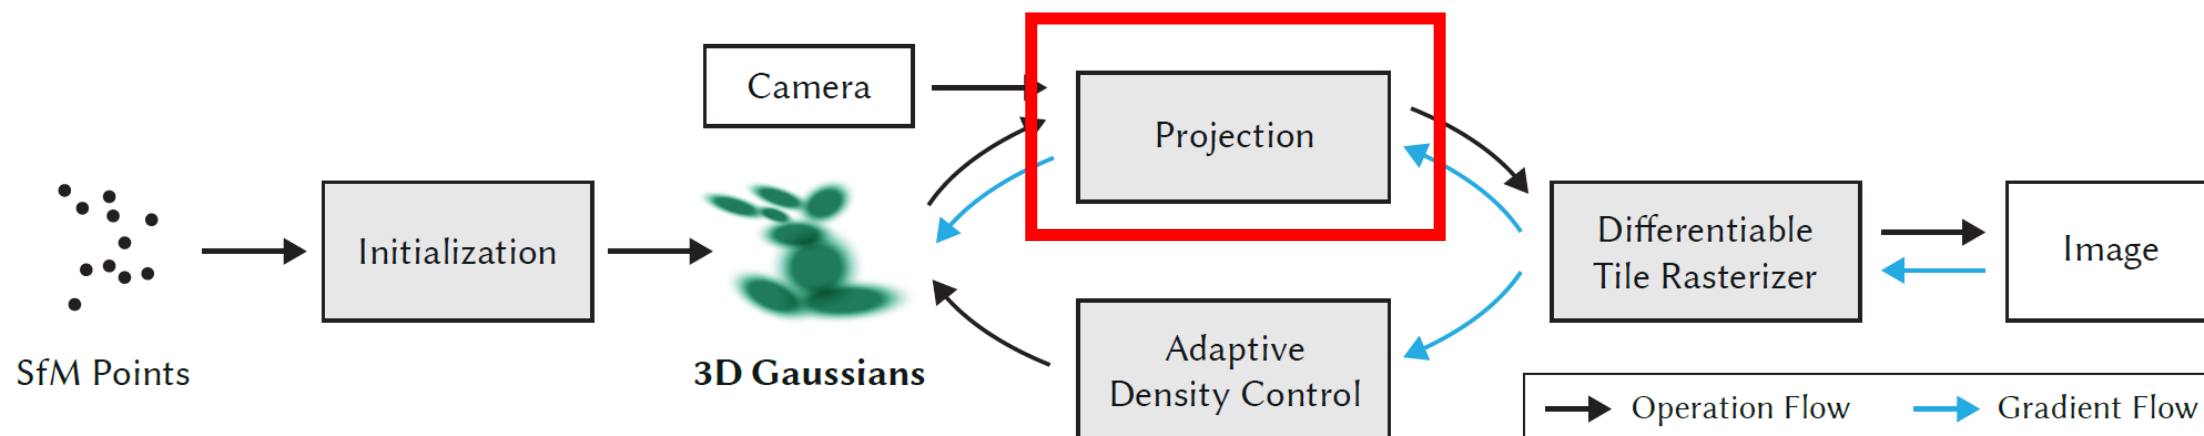 Camera
Projection
Initialization
Differentiable
Tile Rasterizer
Image
SfM Points
3D Gaussians
Adaptive
Density Control
Operation Flow
Gradient Flow